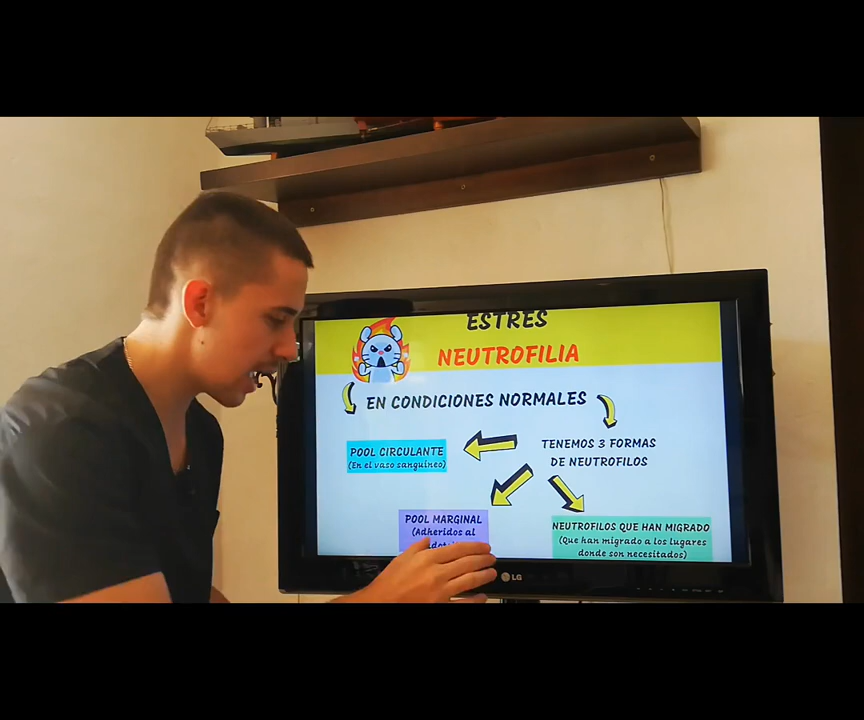 ESTRES
NEUTROFILIA
EN CONDICIONES NORMALES
POOL CIRCULANTE
(En el vaso sanguíneo)
TENEMOS 3 FORMAS
DE NEUTROFILOS
POOL MARGINAL
(Adheridos al
NEUTROFILOS QUE HAN MIGRADO
(Que han migrado a los lugares
donde son necesitados)
LG